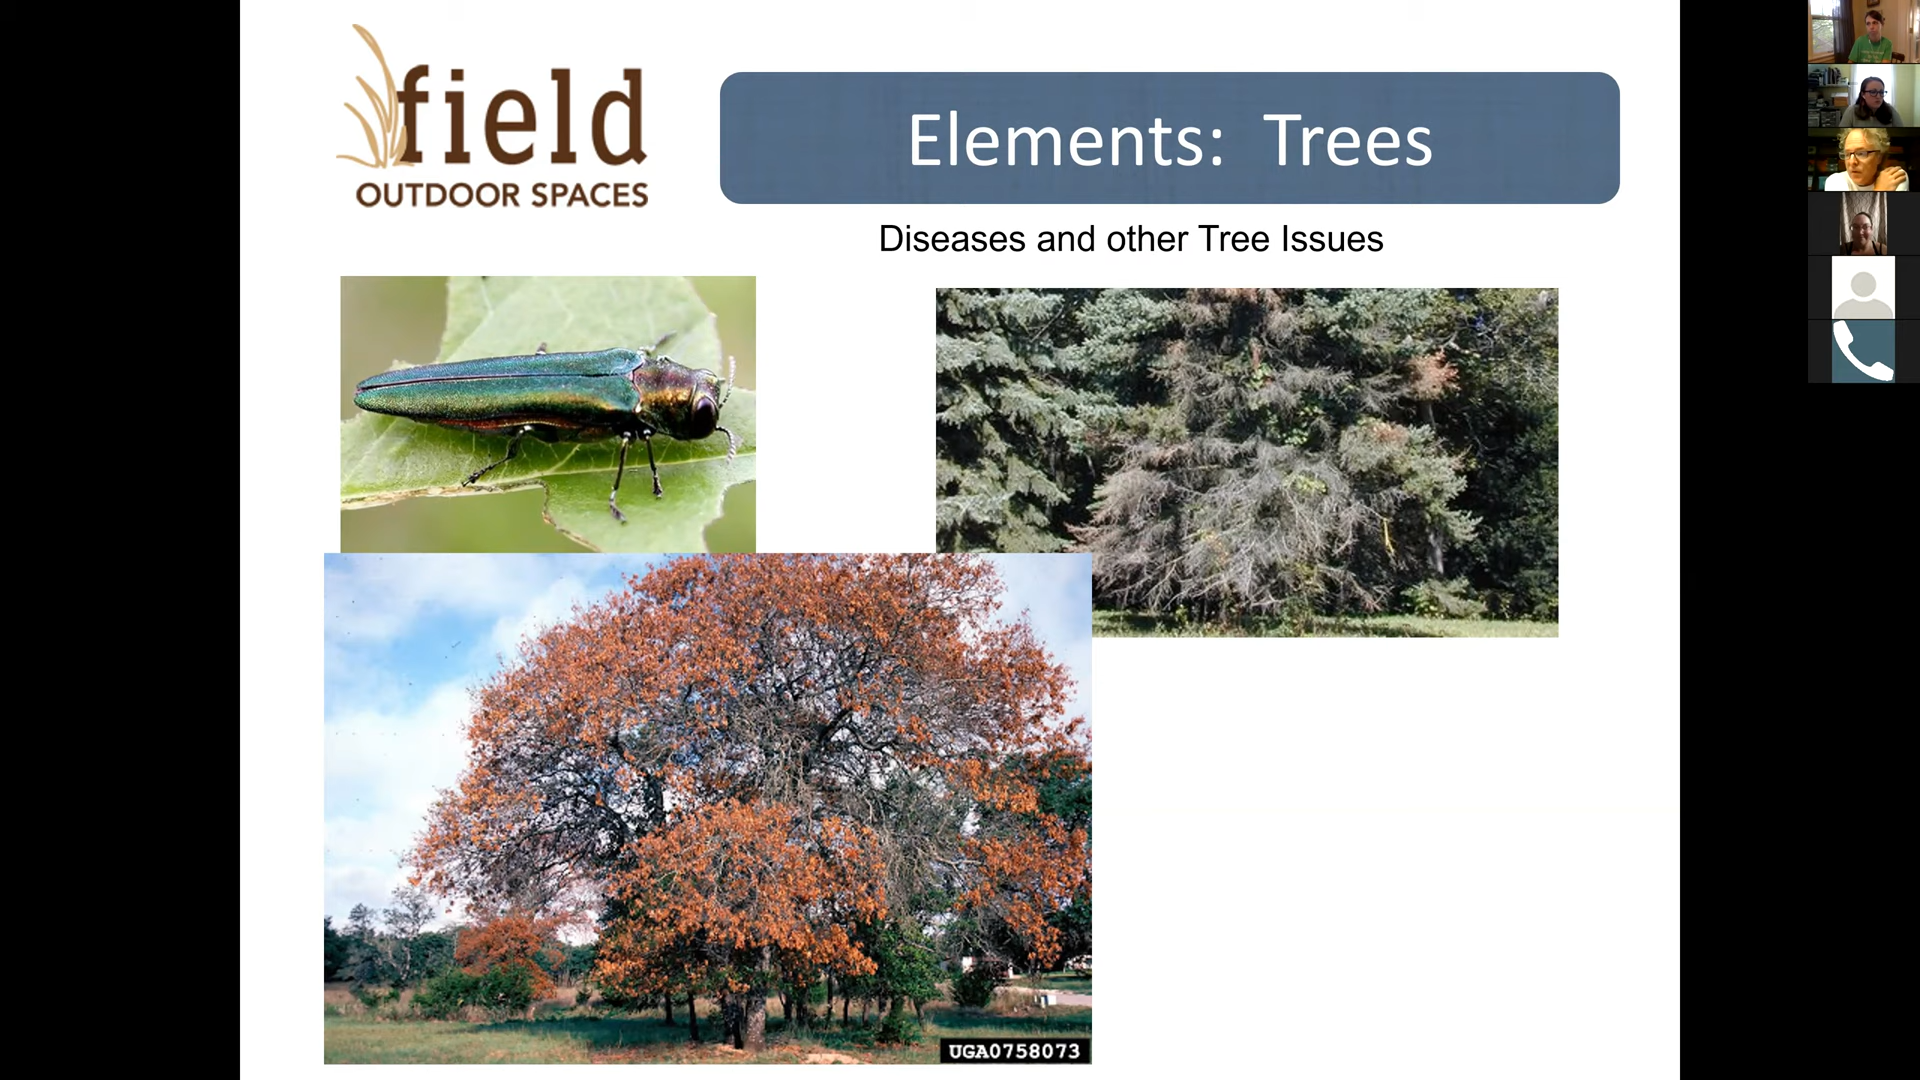 field
OUTDOOR SPACES
Elements: Trees
Diseases and other Tree Issues
UGA0758073